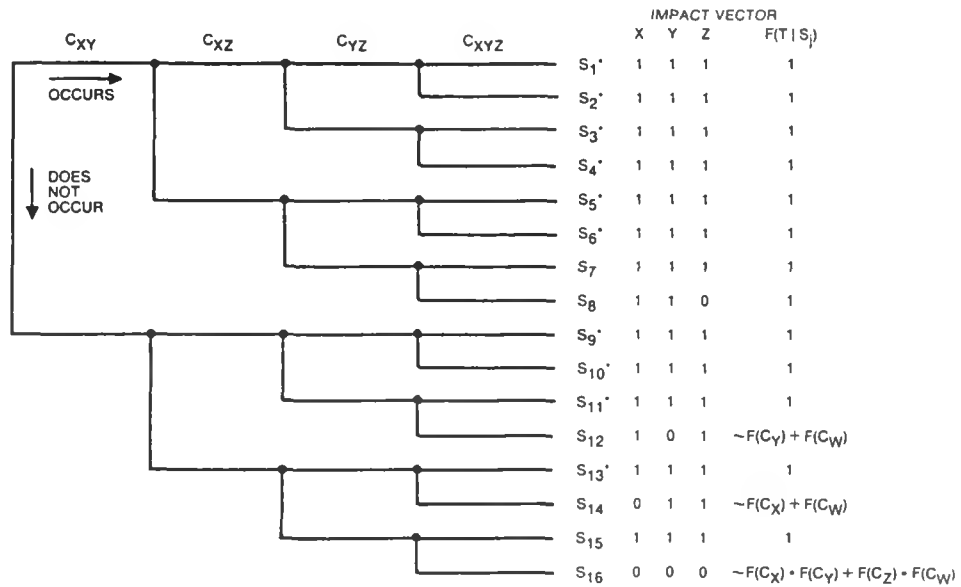 IMPACT VECTOR
C_XY C_XZ C_YZ C_XYZ X Y Z F(T | S_j)
OCCURS
DOES
NOT
OCCUR
S_1* 1 1 1 1
S_2* 1 1 1 1
S_3* 1 1 1 1
S_4* 1 1 1 1
S_5* 1 1 1 1
S_6* 1 1 1 1
S_7 1 1 1 1
S_8 1 1 0 1
S_9* 1 1 1 1
S_10* 1 1 1 1
S_11* 1 1 1 1
S_12 1 0 1 ~F(C_Y) + F(C_W)
S_13* 1 1 1 1
S_14 0 1 1 ~F(C_X) + F(C_W)
S_15 1 1 1 1
S_16 0 0 0 ~F(C_X) • F(C_Y) + F(C_Z) • F(C_W)